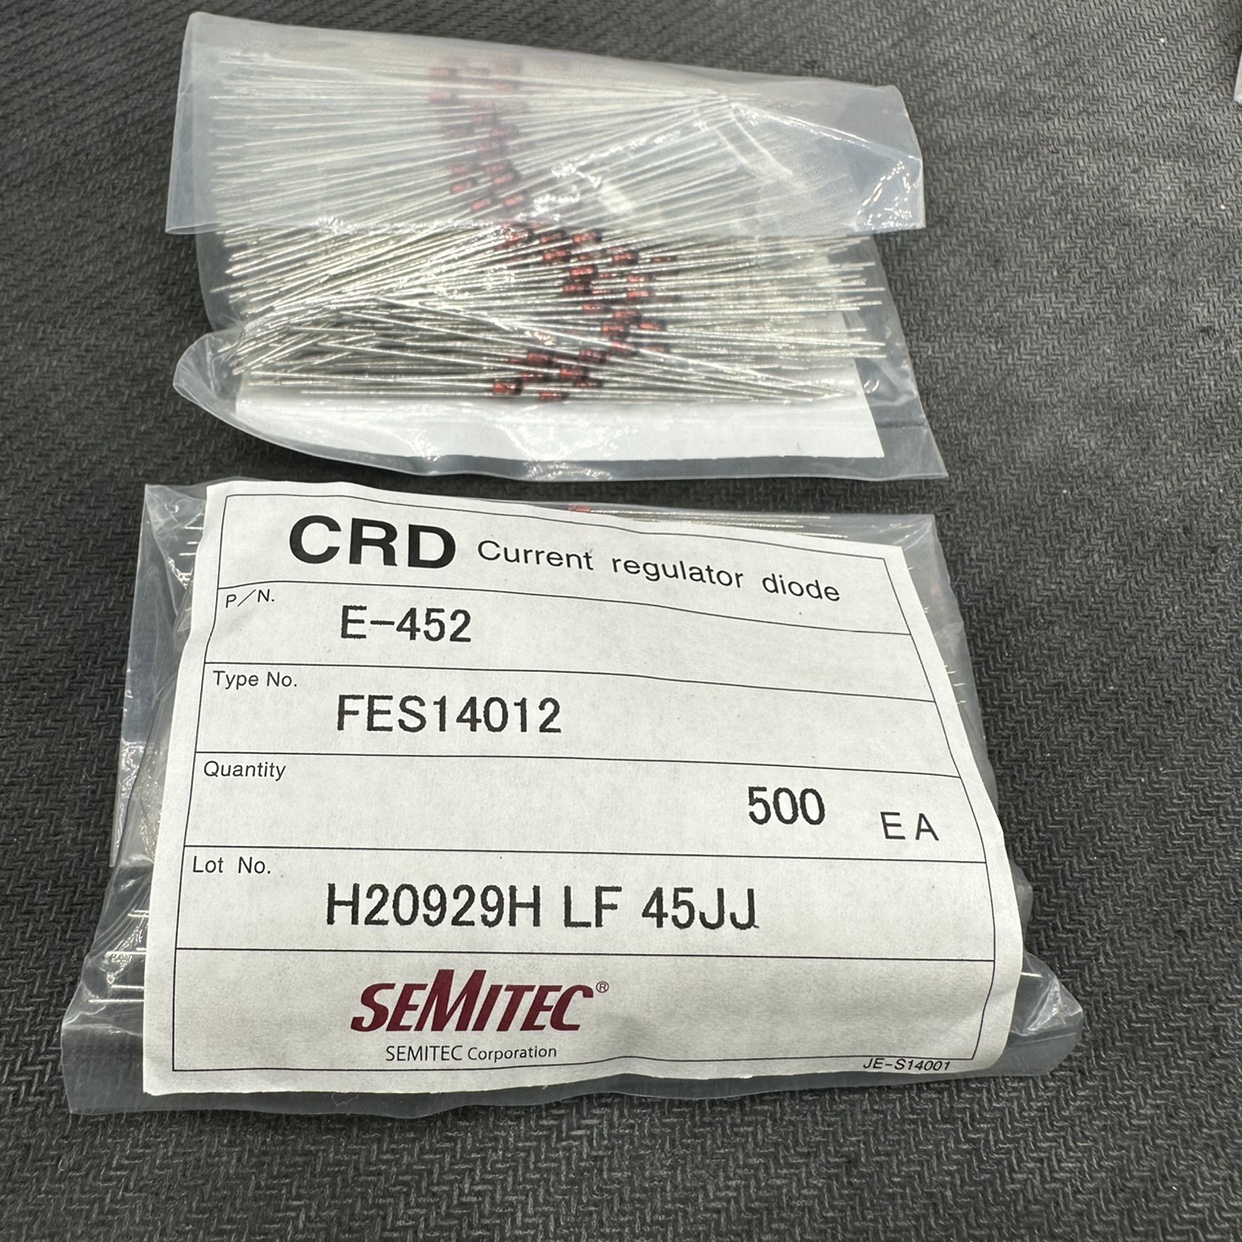 CRD Current regulator diode
P/N. E-452
Type No. FES14012
Quantity 500 EA
Lot No. H20929H LF 45JJ
SEMITEC®
SEMITEC Corporation
JE-S14001